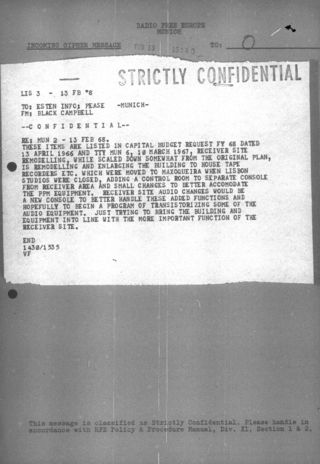 RADIO FREE EUROPE
MUNICH
INCOMING CIPHER MESSAGE
TO:
STRICTLY CONFIDENTIAL
LIS 3 - 13 FB '8
TO: ESTEN INFO; PEASE -MUNICH-
FM: BLACK CAMPBELL
--C O N F I D E N T I A L--
RE: MUN 2 - 13 FEB 68.
THESE ITEMS ARE LISTED IN CAPITAL BUDGET REQUEST FY 68 DATED
13 APRIL 1966 AND TTY MUN 6, 10 MARCH 1967, RECEIVER SITE
REMODELLING, WHILE SCALED DOWN SOMEWHAT FROM THE ORIGINAL PLAN,
IS REMODELLING AND ENLARGING THE BUILDING TO HOUSE TAPE
RECORDERS ETC. WHICH WERE MOVED TO MAXOQUEIRA WHEN LISBON
STUDIOS WERE CLOSED, ADDING A CONTROL ROOM TO SEPARATE CONSOLE
FROM RECEIVER AREA AND SMALL CHANGES TO BETTER ACCOMODATE
THE PPM EQUIPMENT. RECEIVER SITE AUDIO CHANGES WOULD BE
A NEW CONSOLE TO BETTER HANDLE THESE ADDED FUNCTIONS AND
HOPEFULLY TO BEGIN A PROGRAM OF TRANSISTORIZING SOME OF THE
AUDIO EQUIPMENT. JUST TRYING TO BRING THE BUILDING AND
EQUIPMENT INTO LINE WITH THE MORE IMPORTANT FUNCTION OF THE
RECEIVER SITE.
END
1430/1535
VF
This message is classified as Strictly Confidential. Please handle in
accordance with RFE Policy & Procedure Manual, Div. XI, Section 1 & 2.